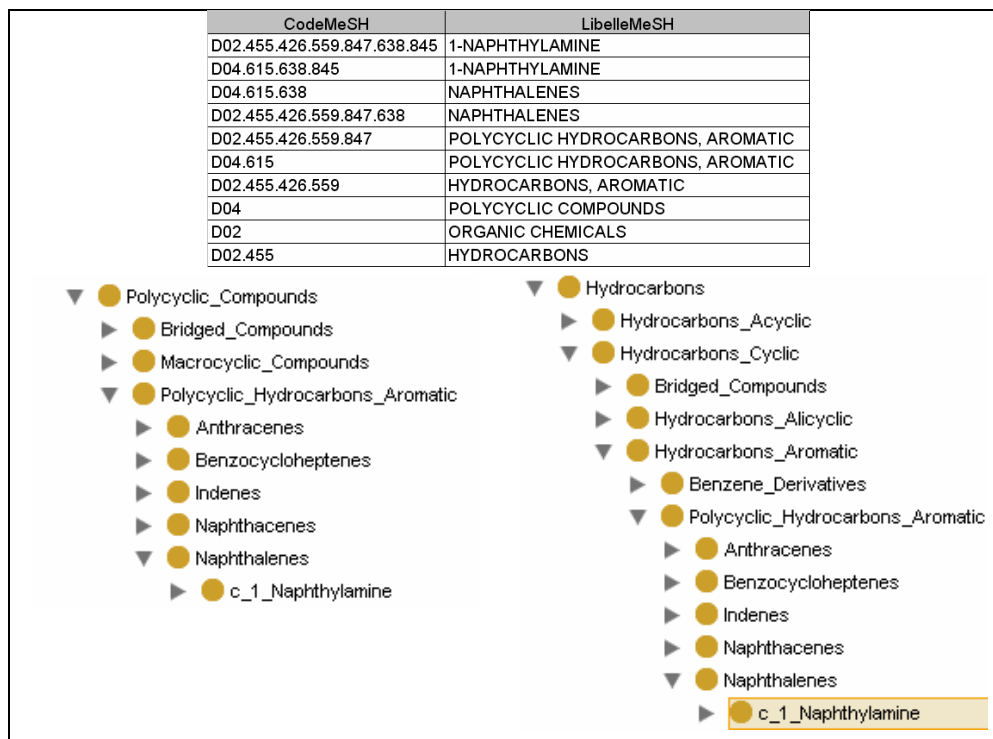 CodeMeSH LibelleMeSH
D02.455.426.559.847.638.845 1-NAPHTHYLAMINE
D04.615.638.845 1-NAPHTHYLAMINE
D04.615.638 NAPHTHALENES
D02.455.426.559.847.638 NAPHTHALENES
D02.455.426.559.847 POLYCYCLIC HYDROCARBONS, AROMATIC
D04.615 POLYCYCLIC HYDROCARBONS, AROMATIC
D02.455.426.559 HYDROCARBONS, AROMATIC
D04 POLYCYCLIC COMPOUNDS
D02 ORGANIC CHEMICALS
D02.455 HYDROCARBONS
Polycyclic_Compounds
Bridged_Compounds
Macrocyclic_Compounds
Polycyclic_Hydrocarbons_Aromatic
Anthracenes
Benzocycloheptenes
Indenes
Naphthacenes
Naphthalenes
c_1_Naphthylamine
Hydrocarbons
Hydrocarbons_Acyclic
Hydrocarbons_Cyclic
Bridged_Compounds
Hydrocarbons_Alicyclic
Hydrocarbons_Aromatic
Benzene_Derivatives
Polycyclic_Hydrocarbons_Aromatic
Anthracenes
Benzocycloheptenes
Indenes
Naphthacenes
Naphthalenes
c_1_Naphthylamine